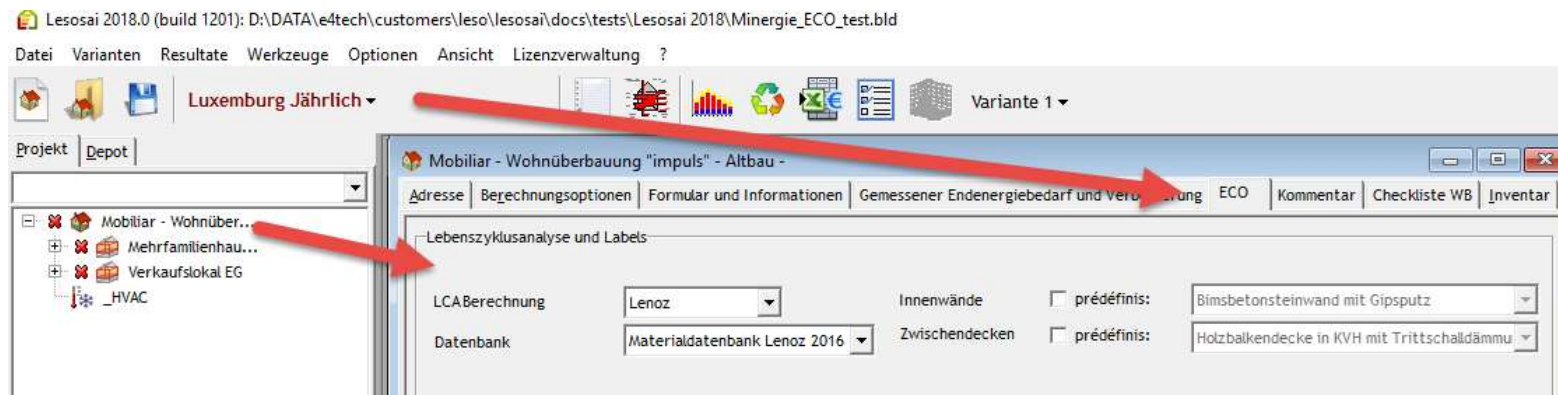 Lesosai 2018.0 (build 1201): D:\DATA\e4tech\customers\leso\lesosai\docs\tests\Lesosai 2018\Minergie_ECO_test.bld
Datei Varianten Resultate Werkzeuge Optionen Ansicht Lizenzverwaltung ?
Luxemburg Jährlich Variante 1
Projekt Depot
Mobiliar - Wohnüberbauung "impuls" - Altbau -
Adresse Berechnungsoptionen Formular und Informationen Gemessener Endenergiebedarf und ECO Kommentar Checkliste WB Inventar
Mobiliar - Wohnüber...
Mehrfamilienhau...
Verkaufslokal EG
_HVAC
Lebenszyklusanalyse und Labels
LCA Berechnung Lenoz Innenwände prédéfinis: Bimsbetonsteinwand mit Gipsputz
Datenbank Materialdatenbank Lenoz 2016 Zwischendecken prédéfinis: Holzbalkendecke in KVH mit Trittschalldämmu